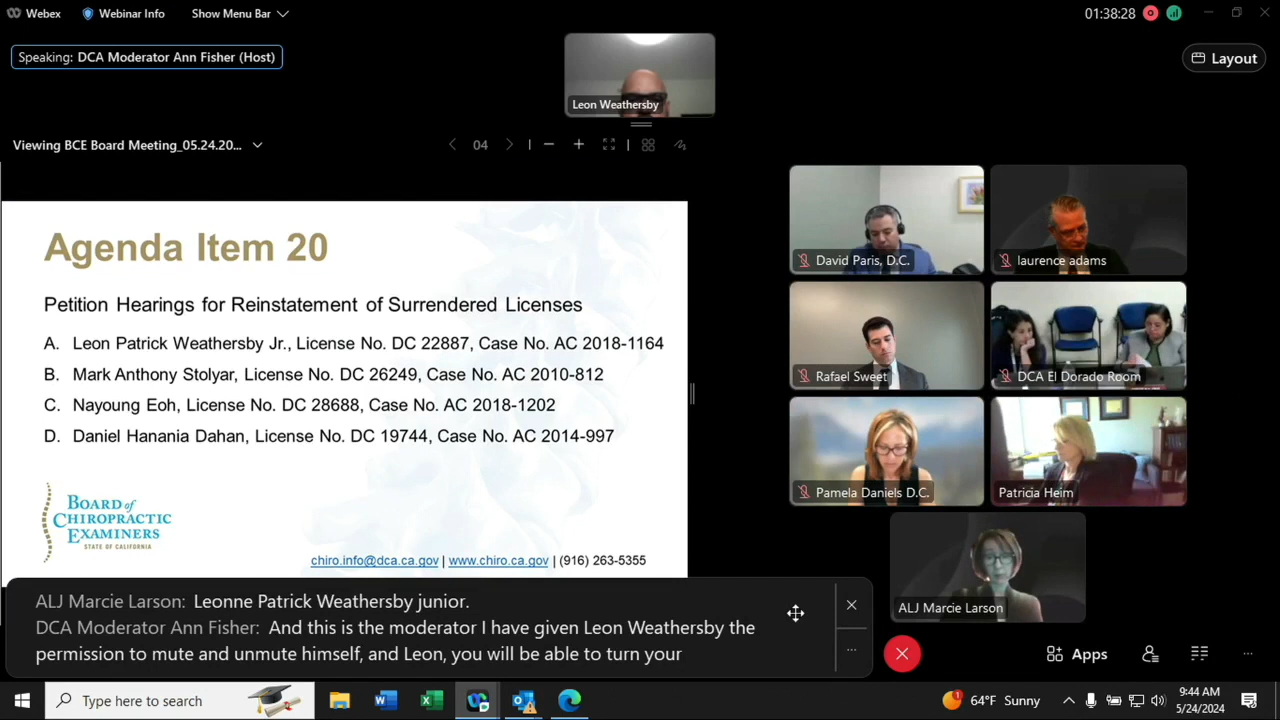 Webex
Webinar Info
Show Menu Bar
01:38:28
Speaking: DCA Moderator Ann Fisher (Host)
Leon Weathersby
Layout
Viewing BCE Board Meeting_05.24.20...
04
Agenda Item 20
Petition Hearings for Reinstatement of Surrendered Licenses
A. Leon Patrick Weathersby Jr., License No. DC 22887, Case No. AC 2018-1164
B. Mark Anthony Stolyar, License No. DC 26249, Case No. AC 2010-812
C. Nayoung Eoh, License No. DC 28688, Case No. AC 2018-1202
D. Daniel Hanania Dahan, License No. DC 19744, Case No. AC 2014-997
BOARD of
CHIROPRACTIC
EXAMINERS
STATE OF CALIFORNIA
chiro.info@dca.ca.gov | www.chiro.ca.gov | (916) 263-5355
David Paris, D.C.
laurence adams
Rafael Sweet
DCA El Dorado Room
Pamela Daniels D.C.
Patricia Heim
ALJ Marcie Larson
ALJ Marcie Larson: Leonne Patrick Weathersby junior.
DCA Moderator Ann Fisher: And this is the moderator I have given Leon Weathersby the
permission to mute and unmute himself, and Leon, you will be able to turn your
Apps
Type here to search
1
64°F Sunny
9:44 AM
5/24/2024